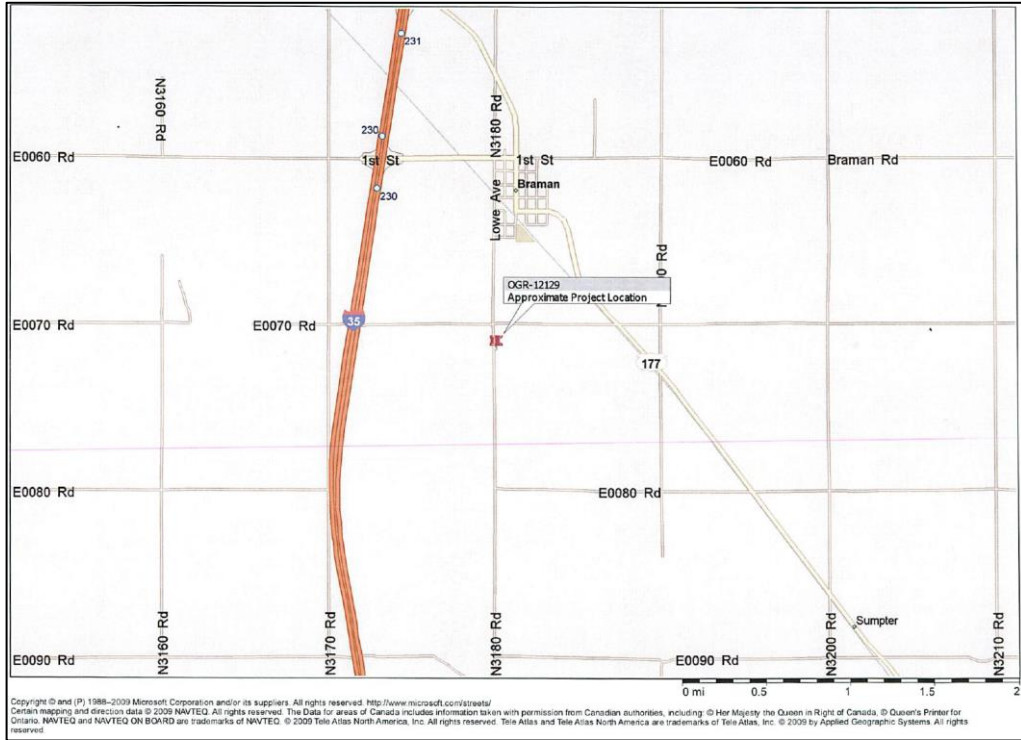 231
N3160 Rd
230
N3180 Rd
E0060 Rd
1st St
1st St
E0060 Rd
Braman Rd
Braman
230
Lowe Ave
OGR-12129
Approximate Project Location
Rd
E0070 Rd
E0070 Rd
35
177
E0080 Rd
E0080 Rd
Sumpter
N3160 Rd
N3170 Rd
N3180 Rd
N3200 Rd
N3210 Rd
E0090 Rd
E0090 Rd
0 mi 0.5 1 1.5 2
Copyright © and (P) 1988–2009 Microsoft Corporation and/or its suppliers. All rights reserved. http://www.microsoft.com/streets/
Certain mapping and direction data © 2009 NAVTEQ. All rights reserved. The Data for areas of Canada includes information taken with permission from Canadian authorities, including: © Her Majesty the Queen in Right of Canada, © Queen's Printer for
Ontario. NAVTEQ and NAVTEQ ON BOARD are trademarks of NAVTEQ. © 2009 Tele Atlas North America, Inc. All rights reserved. Tele Atlas and Tele Atlas North America are trademarks of Tele Atlas, Inc. © 2009 by Applied Geographic Systems. All rights
reserved.